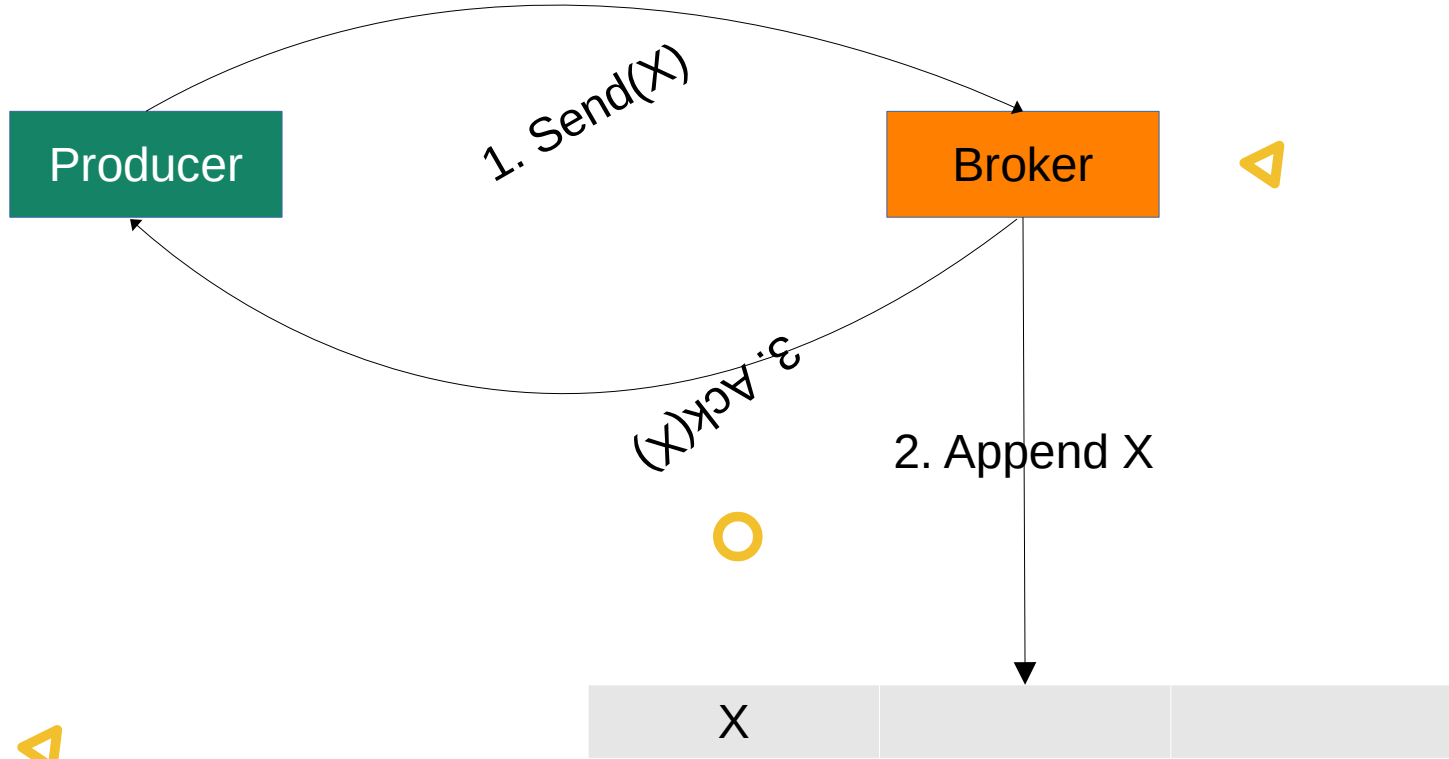 1. Send(X)
Producer
Broker
3. Ack(X)
2. Append X
X